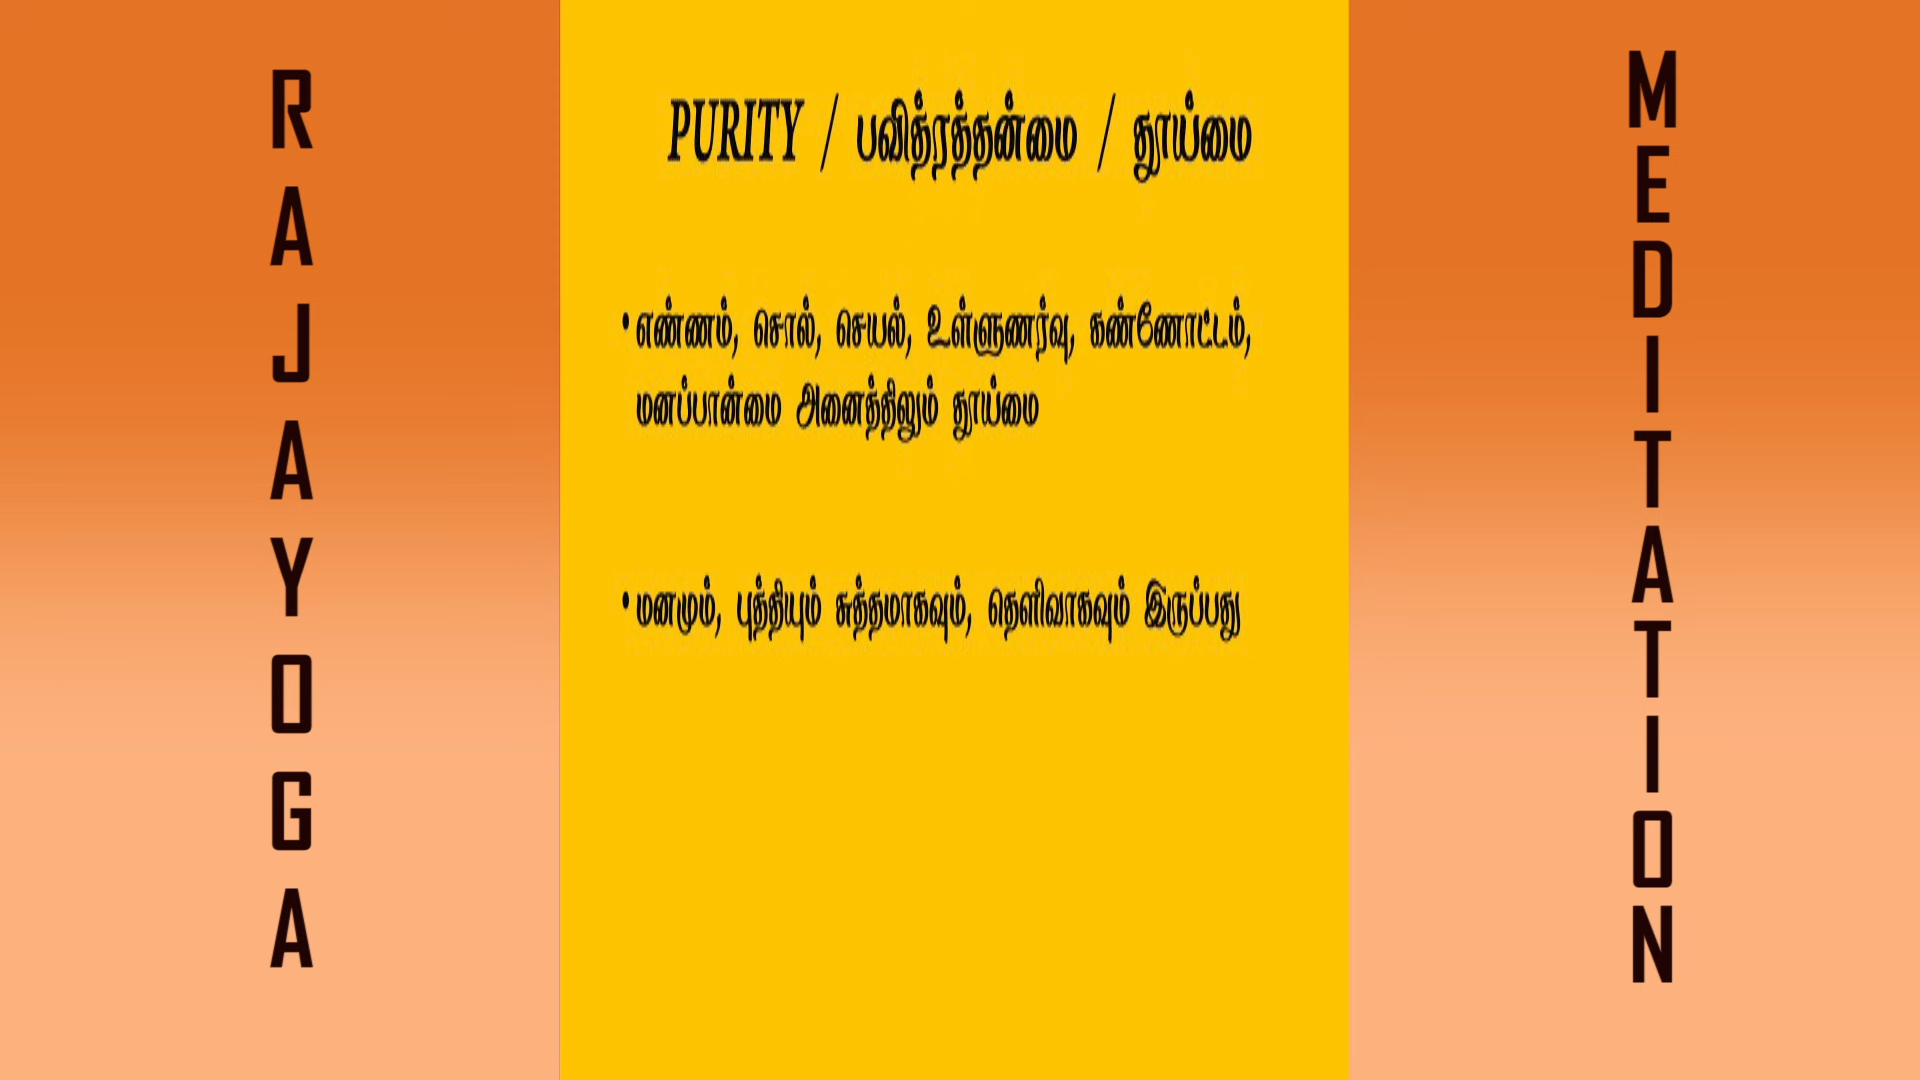 RAJAYOGA
PURITY / பவித்ரத்தன்மை / தூய்மை
• எண்ணம், சொல், செயல், உள்ளுணர்வு, கண்ணோட்டம்,
மனப்பான்மை அனைத்திலும் தூய்மை
• மனமும், புத்தியும் சுத்தமாகவும், தெளிவாகவும் இருப்பது
MEDITATION